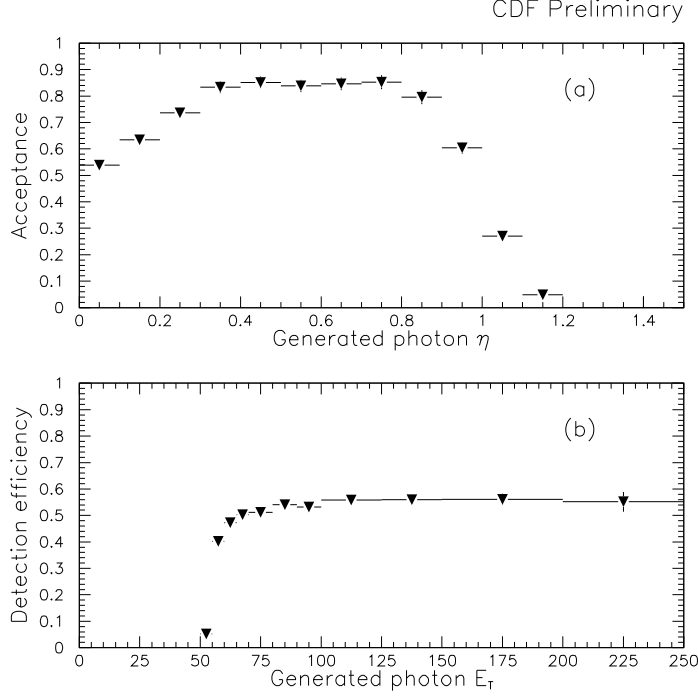 CDF Preliminary
1
0.9
0.8
0.7
0.6
0.5
0.4
0.3
0.2
0.1
0
Acceptance
(a)
0 0.2 0.4 0.6 0.8 1 1.2 1.4
Generated photon η
1
0.9
0.8
0.7
0.6
0.5
0.4
0.3
0.2
0.1
0
Detection efficiency
(b)
0 25 50 75 100 125 150 175 200 225 250
Generated photon E_T